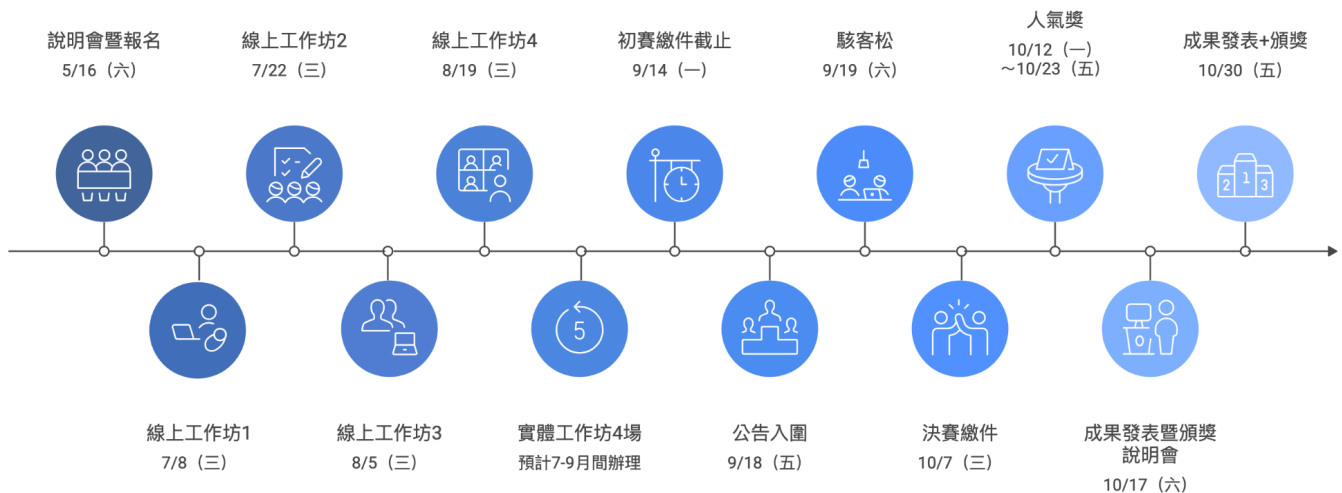 說明會暨報名
5/16（六）
線上工作坊1
7/8（三）
線上工作坊2
7/22（三）
線上工作坊3
8/5（三）
線上工作坊4
8/19（三）
5
實體工作坊4場
預計7-9月間辦理
初賽繳件截止
9/14（一）
公告入圍
9/18（五）
駭客松
9/19（六）
決賽繳件
10/7（三）
人氣獎
10/12（一）
～10/23（五）
0
成果發表暨頒獎
說明會
10/17（六）
成果發表+頒獎
10/30（五）
2 1 3